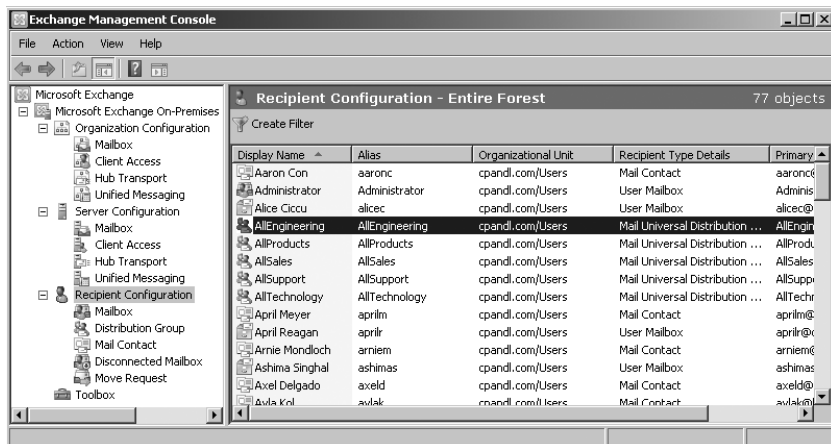 Exchange Management Console
File Action View Help
Microsoft Exchange
Microsoft Exchange On-Premises
Organization Configuration
Mailbox
Client Access
Hub Transport
Unified Messaging
Server Configuration
Mailbox
Client Access
Hub Transport
Unified Messaging
Recipient Configuration
Mailbox
Distribution Group
Mail Contact
Disconnected Mailbox
Move Request
Toolbox
Recipient Configuration - Entire Forest 77 objects
Create Filter
Display Name Alias Organizational Unit Recipient Type Details Primary
Aaron Con aaronc cpandl.com/Users Mail Contact aaronc@
Administrator Administrator cpandl.com/Users User Mailbox Adminis
Alice Ciccu alicec cpandl.com/Users User Mailbox alicec@
AllEngineering AllEngineering cpandl.com/Users Mail Universal Distribution ... AllEngin
AllProducts AllProducts cpandl.com/Users Mail Universal Distribution ... AllProdu
AllSales AllSales cpandl.com/Users Mail Universal Distribution ... AllSales
AllSupport AllSupport cpandl.com/Users Mail Universal Distribution ... AllSuppo
AllTechnology AllTechnology cpandl.com/Users Mail Universal Distribution ... AllTechn
April Meyer aprilm cpandl.com/Users Mail Contact aprilm@
April Reagan aprilr cpandl.com/Users User Mailbox aprilr@c
Arnie Mondloch arniem cpandl.com/Users Mail Contact arniem@
Ashima Singhal ashimas cpandl.com/Users User Mailbox ashimas
Axel Delgado axeld cpandl.com/Users Mail Contact axeld@
Ayla Kol aylak cpandl.com/Users Mail Contact aylak@